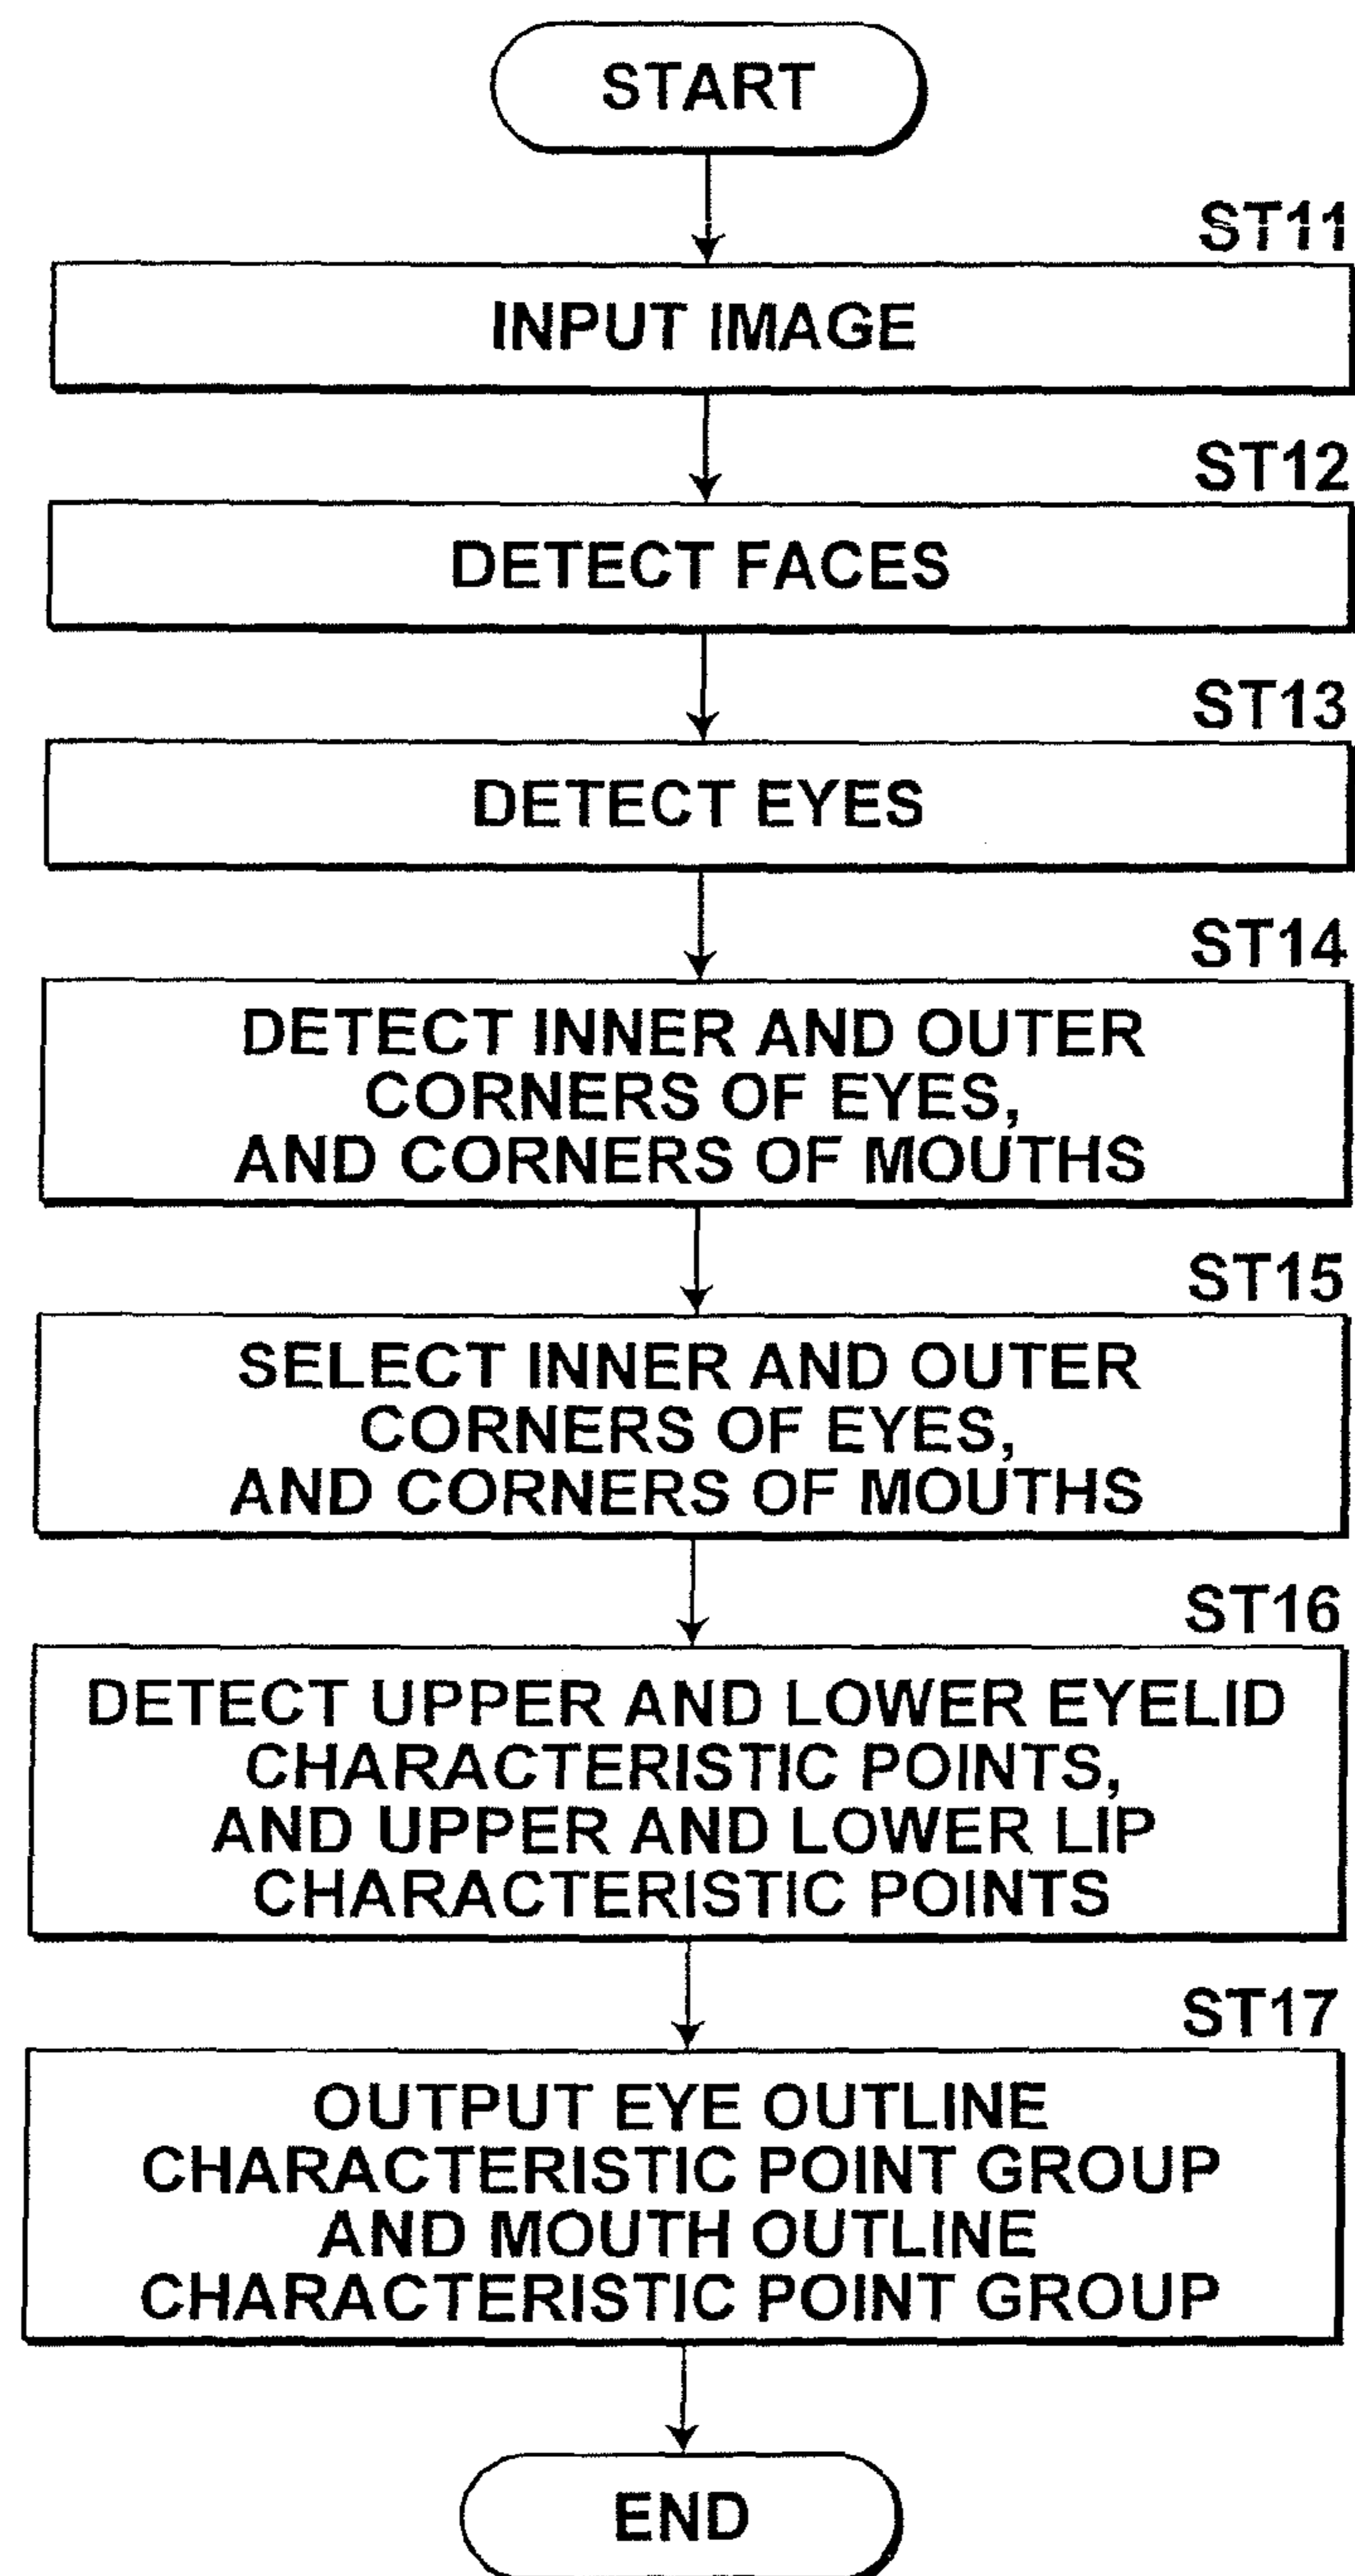 START
ST11
INPUT IMAGE
ST12
DETECT FACES
ST13
DETECT EYES
ST14
DETECT INNER AND OUTER
CORNERS OF EYES,
AND CORNERS OF MOUTHS
ST15
SELECT INNER AND OUTER
CORNERS OF EYES,
AND CORNERS OF MOUTHS
ST16
DETECT UPPER AND LOWER EYELID
CHARACTERISTIC POINTS,
AND UPPER AND LOWER LIP
CHARACTERISTIC POINTS
ST17
OUTPUT EYE OUTLINE
CHARACTERISTIC POINT GROUP
AND MOUTH OUTLINE
CHARACTERISTIC POINT GROUP
END